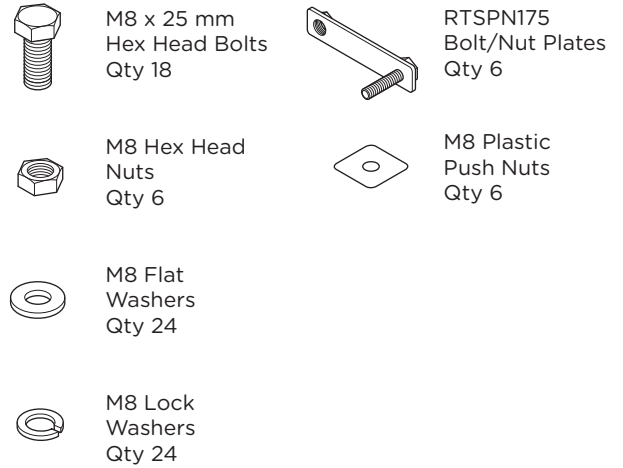 M8 x 25 mm
Hex Head Bolts
Qty 18
RTSPN175
Bolt/Nut Plates
Qty 6
M8 Hex Head
Nuts
Qty 6
M8 Plastic
Push Nuts
Qty 6
M8 Flat
Washers
Qty 24
M8 Lock
Washers
Qty 24